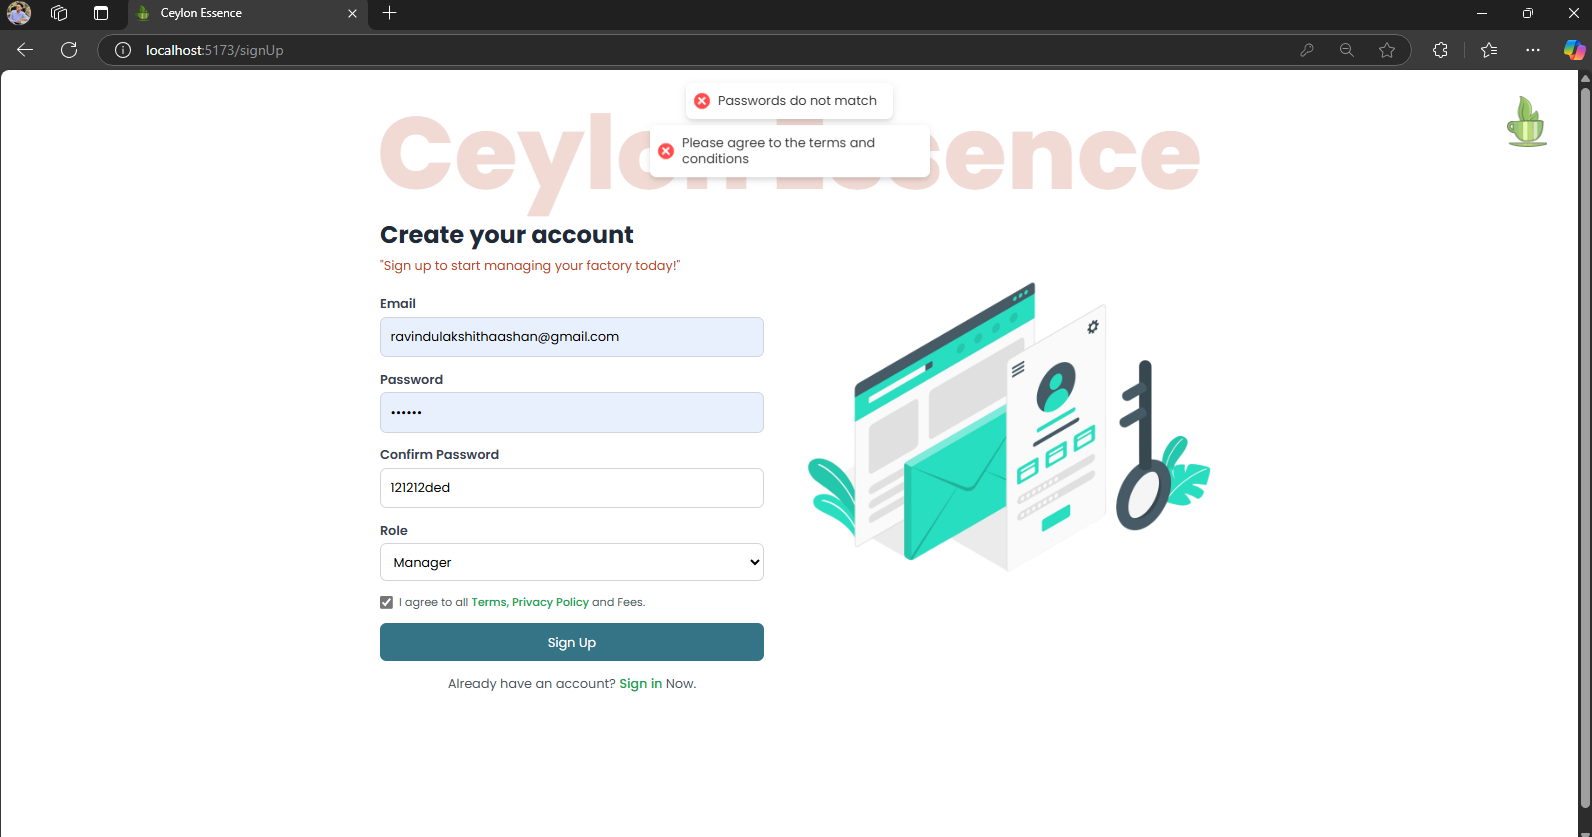 Ceylon Essence
localhost:5173/signUp
Passwords do not match
Please agree to the terms and
conditions
Ceylon Essence
Create your account
"Sign up to start managing your factory today!"
Email
ravindulakshithaashan@gmail.com
Password
••••••
Confirm Password
121212ded
Role
Manager
I agree to all Terms, Privacy Policy and Fees.
Sign Up
Already have an account? Sign in Now.